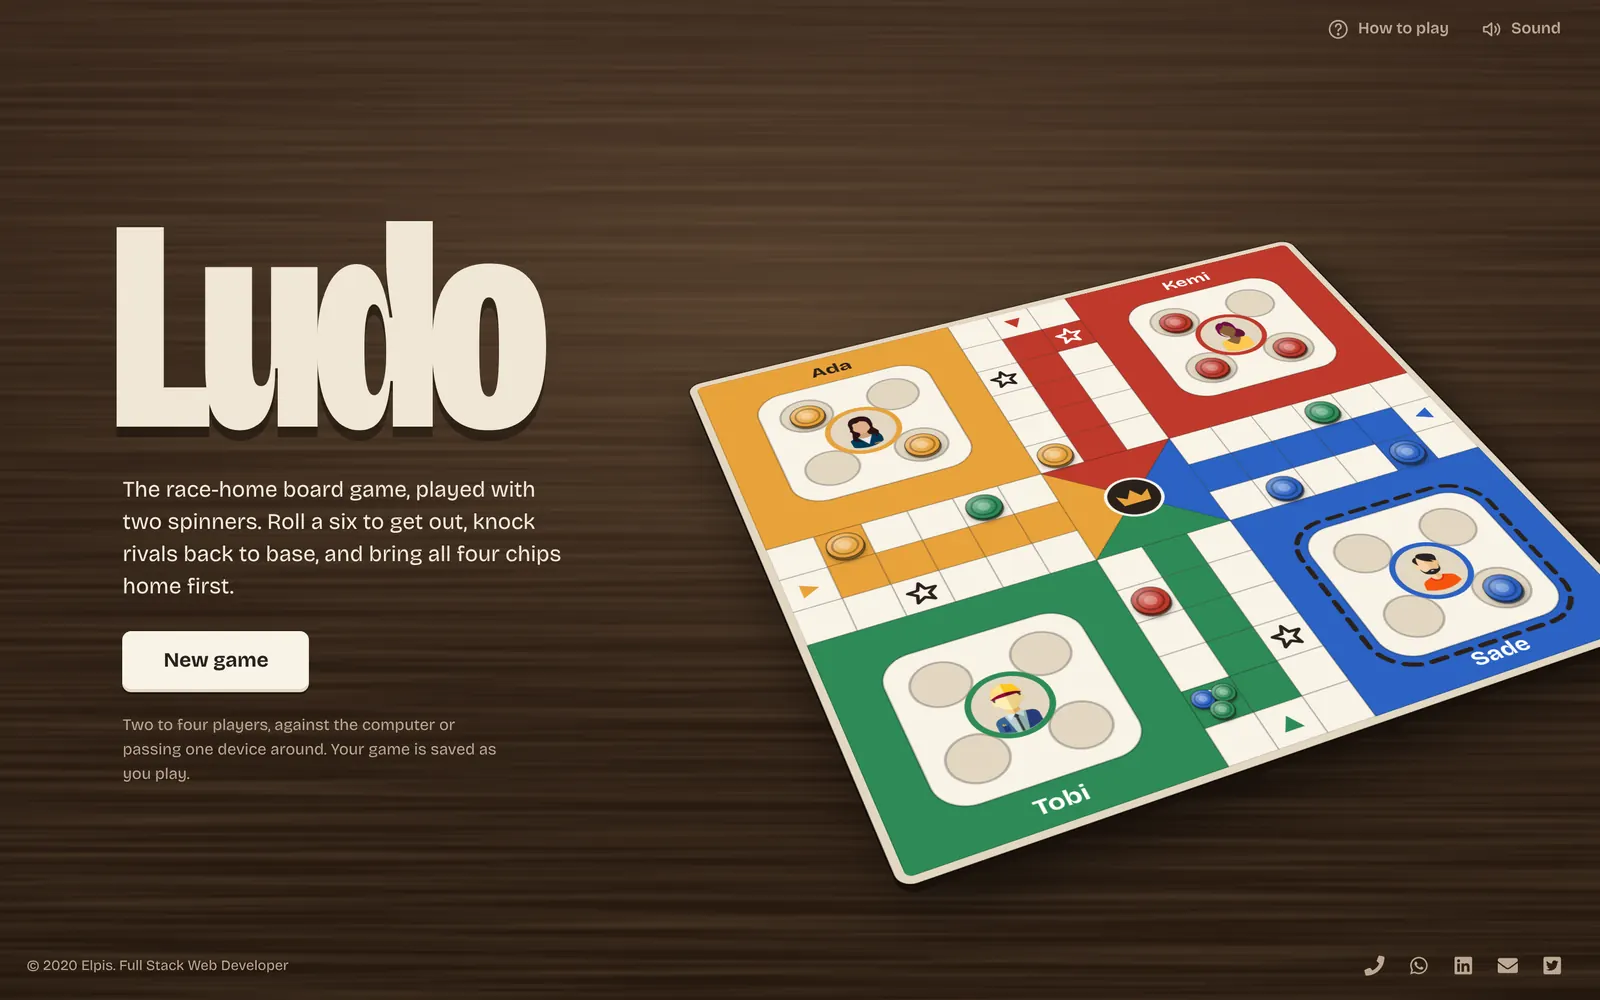 How to play
Sound
Ludo
The race-home board game, played with
two spinners. Roll a six to get out, knock
rivals back to base, and bring all four chips
home first.
New game
Two to four players, against the computer or
passing one device around. Your game is saved as
you play.
Kemi
Ada
Sade
Tobi
© 2020 Elpis. Full Stack Web Developer